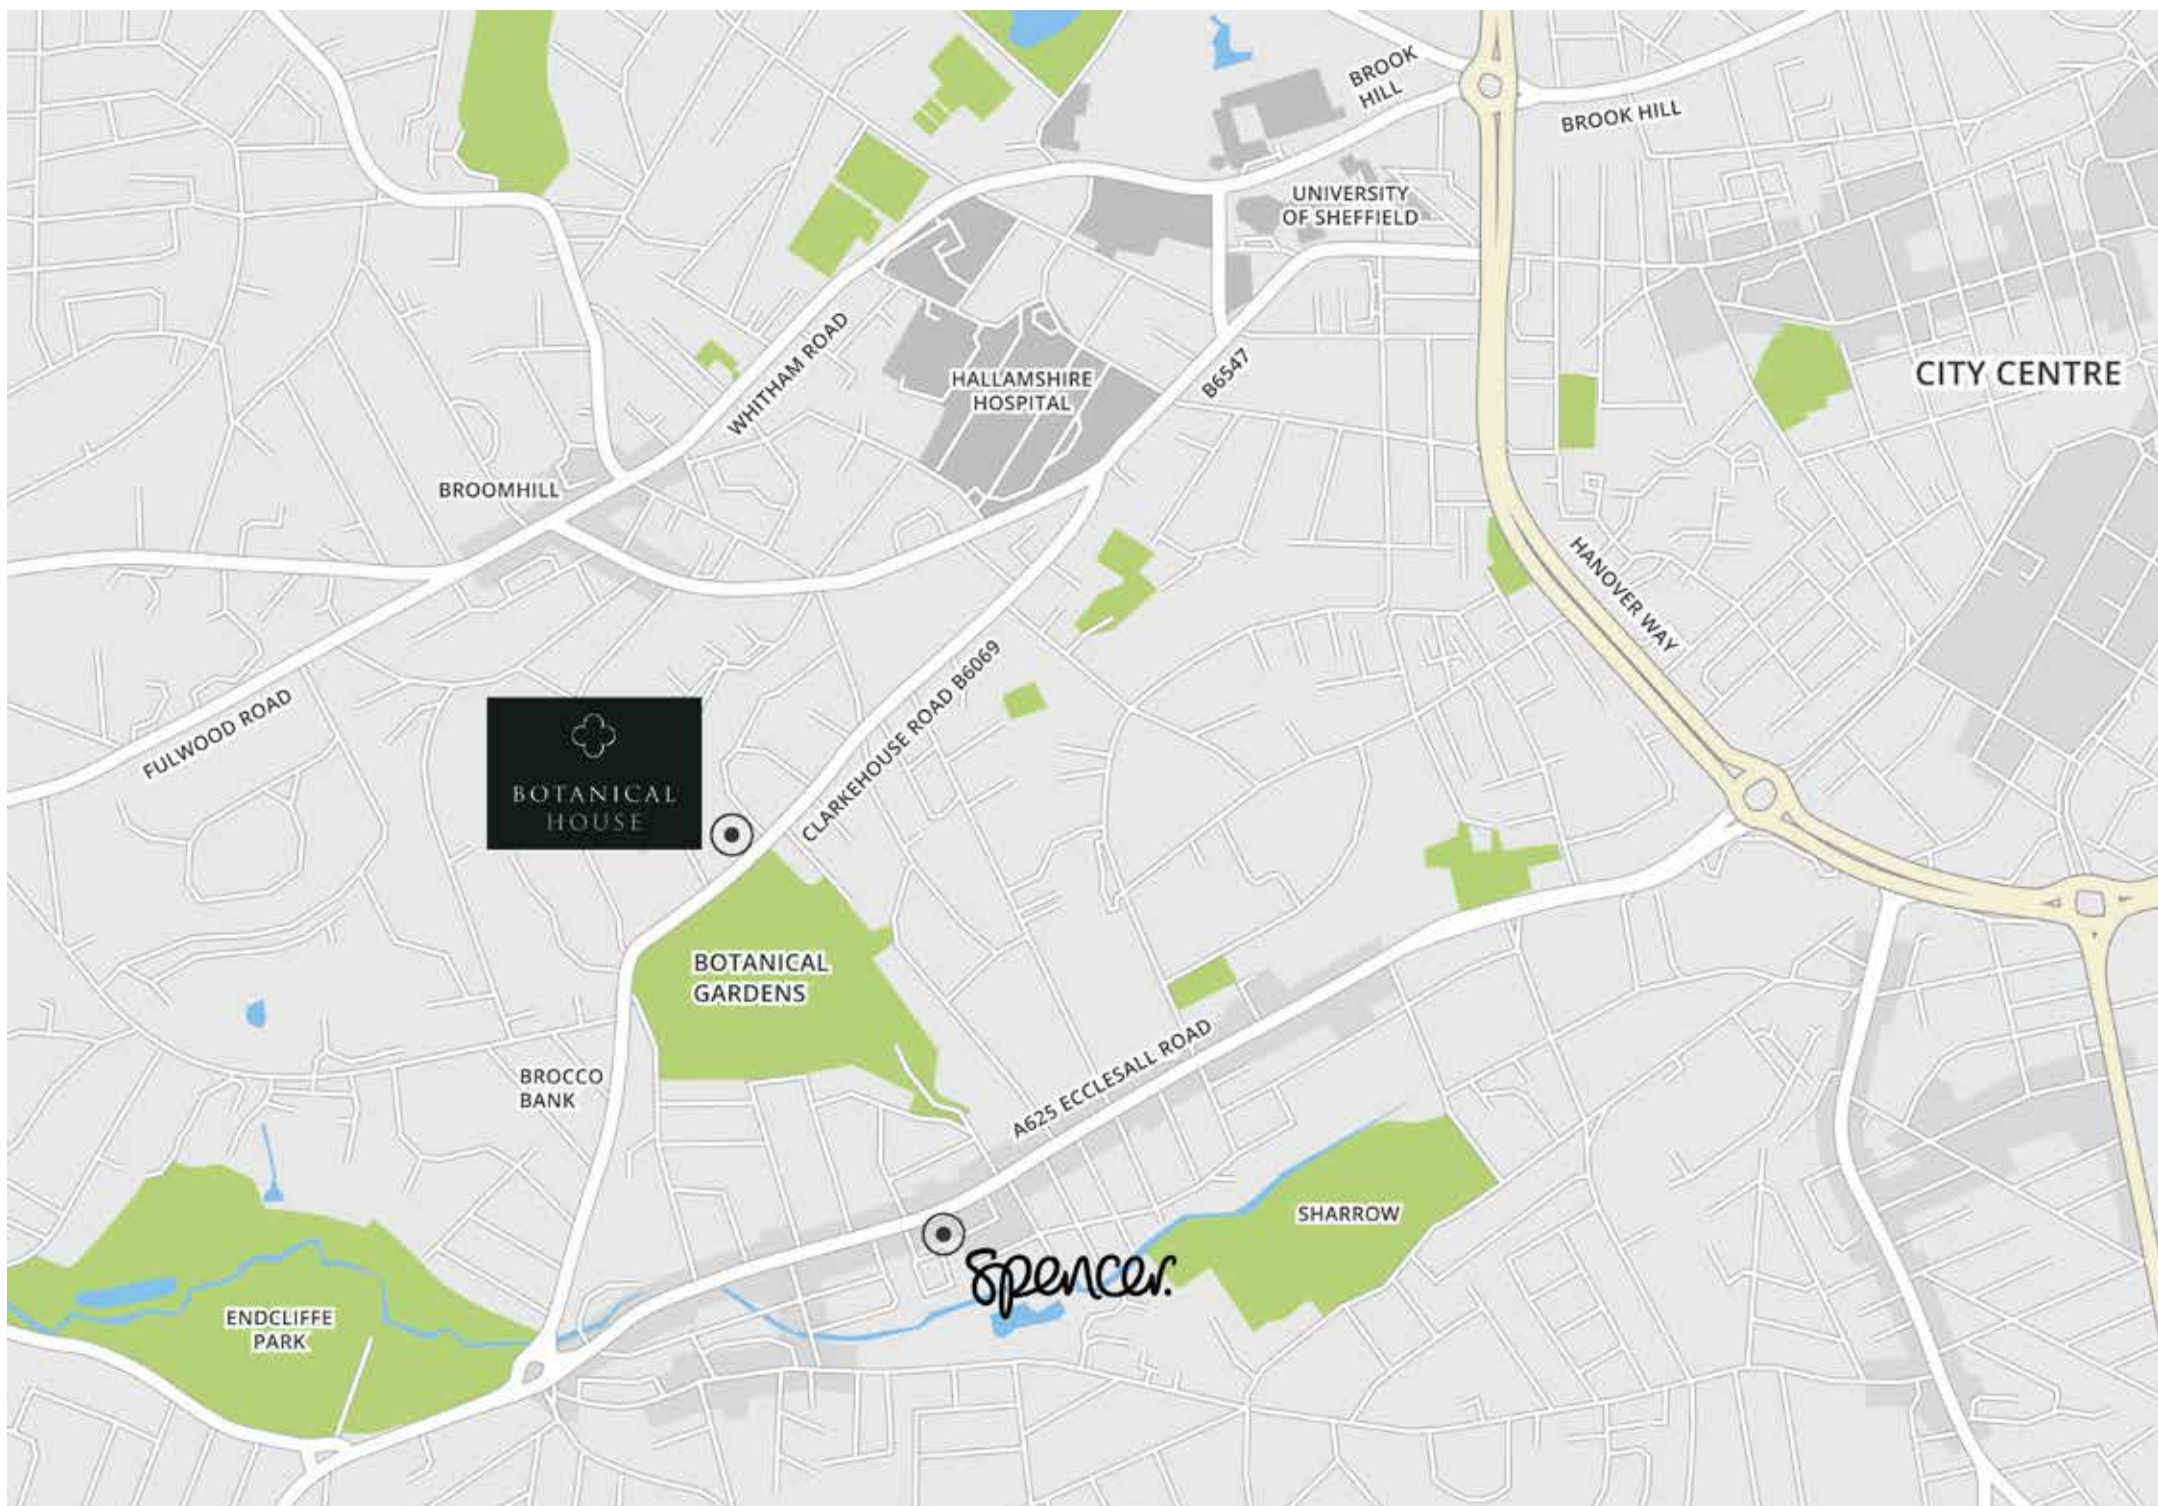 BROOK
HILL
BROOK HILL
UNIVERSITY
OF SHEFFIELD
WHITHAM ROAD
HALLAMSHIRE
HOSPITAL
B6547
CITY CENTRE
BROOMHILL
HANOVER WAY
FULWOOD ROAD
CLARKEHOUSE ROAD B6069
BOTANICAL
HOUSE
BOTANICAL
GARDENS
BROCCO
BANK
A625 ECCLESALL ROAD
SHARROW
Spencer.
ENDCLIFFE
PARK